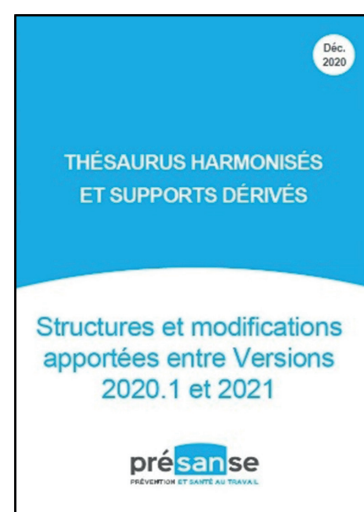 Déc.
2020
THÉSAURUS HARMONISÉS
ET SUPPORTS DÉRIVÉS
Structures et modifications
apportées entre Versions
2020.1 et 2021
présanse
PRÉVENTION ET SANTÉ AU TRAVAIL